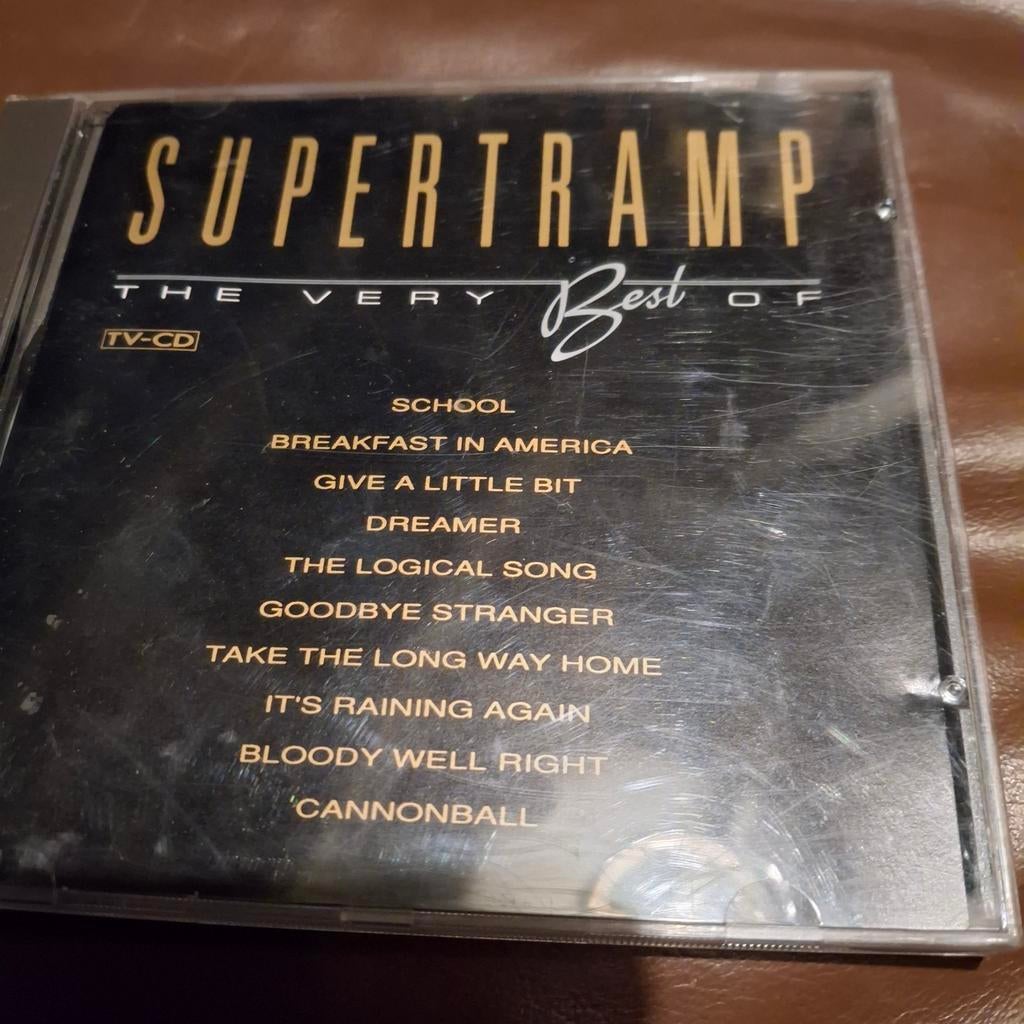 SUPERTRAMP
THE VERY Best OF
TV-CD
SCHOOL
BREAKFAST IN AMERICA
GIVE A LITTLE BIT
DREAMER
THE LOGICAL SONG
GOODBYE STRANGER
TAKE THE LONG WAY HOME
IT'S RAINING AGAIN
BLOODY WELL RIGHT
CANNONBALL